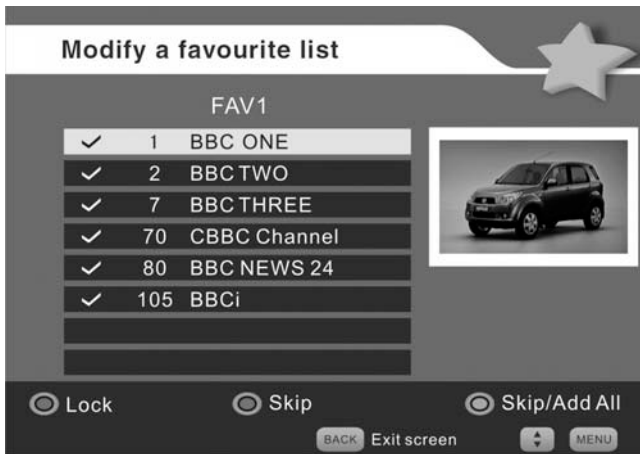 Modify a favourite list
FAV1
✓ 1 BBC ONE
✓ 2 BBC TWO
✓ 7 BBC THREE
✓ 70 CBBC Channel
✓ 80 BBC NEWS 24
✓ 105 BBCi
Lock Skip Skip/Add All
BACK Exit screen MENU